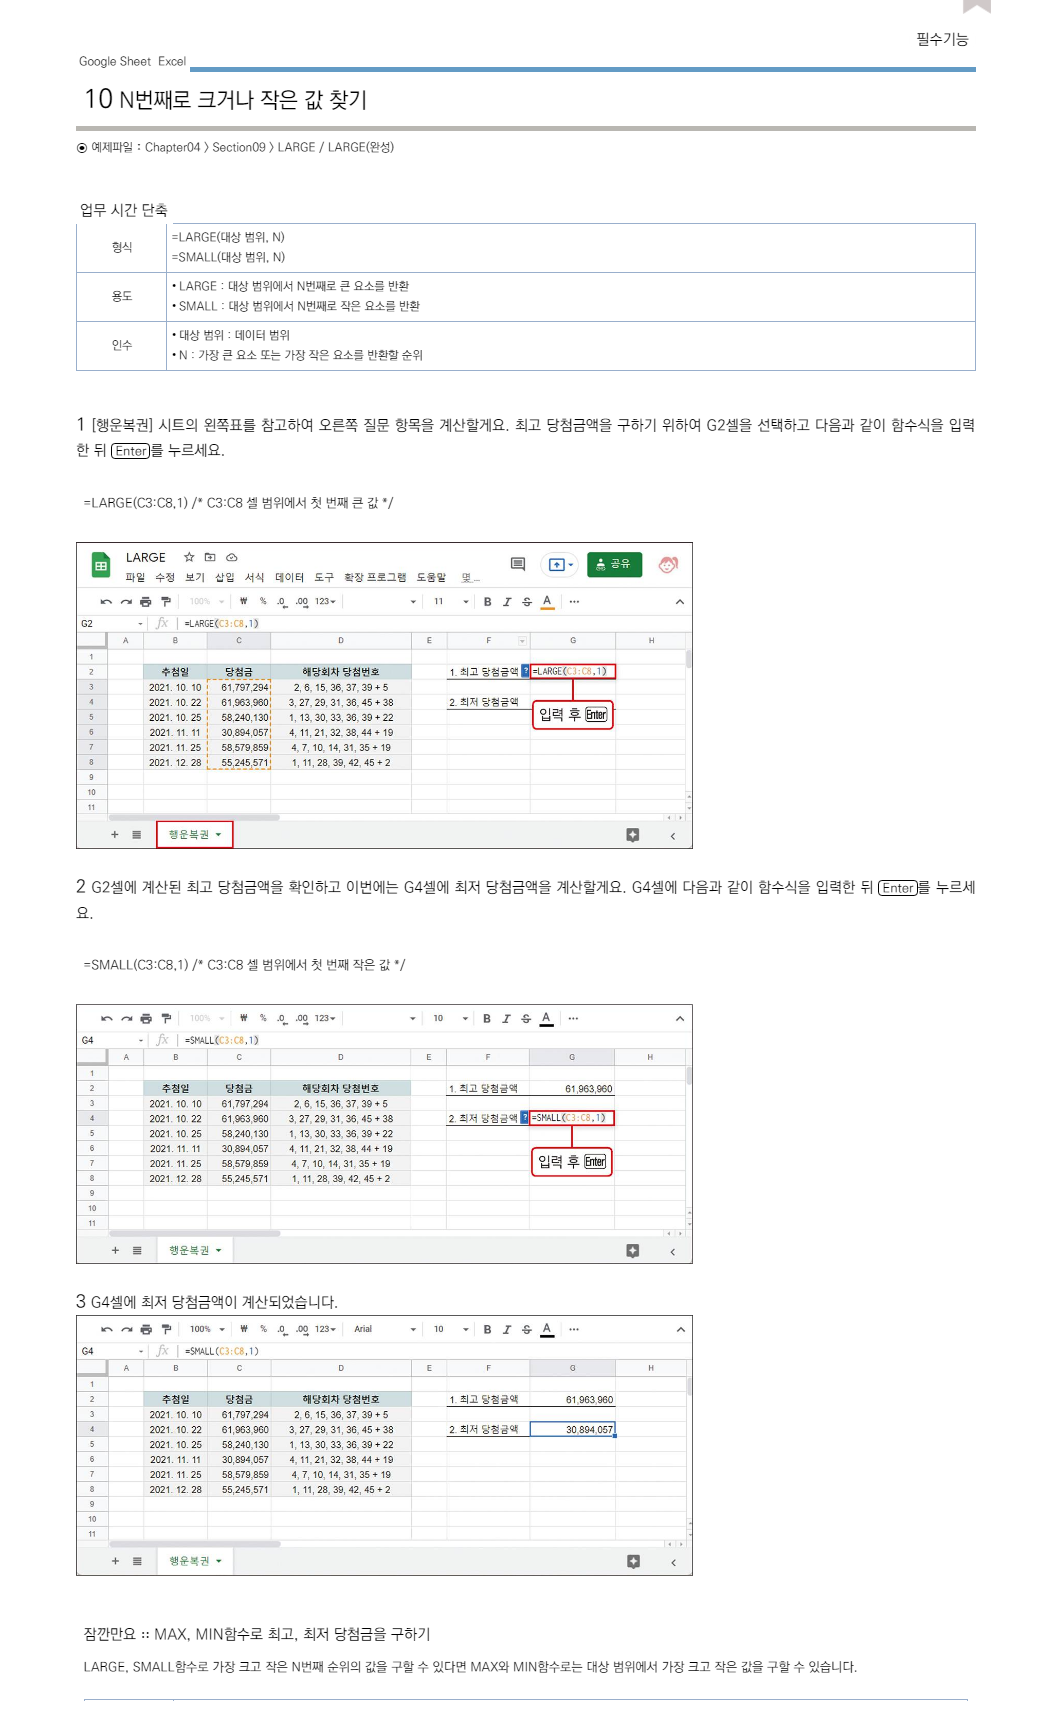 필수기능
Google Sheet Excel
10 N번째로 크거나 작은 값 찾기
예제파일 : Chapter04 > Section09 > LARGE / LARGE(완성)
업무 시간 단축
형식
=LARGE(대상 범위, N)
=SMALL(대상 범위, N)
용도
• LARGE : 대상 범위에서 N번째로 큰 요소를 반환
• SMALL : 대상 범위에서 N번째로 작은 요소를 반환
인수
• 대상 범위 : 데이터 범위
• N : 가장 큰 요소 또는 가장 작은 요소를 반환할 순위
1 [행운복권] 시트의 왼쪽표를 참고하여 오른쪽 질문 항목을 계산할게요. 최고 당첨금액을 구하기 위하여 G2셀을 선택하고 다음과 같이 함수식을 입력
한 뒤 Enter를 누르세요.
=LARGE(C3:C8,1) /* C3:C8 셀 범위에서 첫 번째 큰 값 */
LARGE
공유
파일 수정 보기 삽입 서식 데이터 도구 확장 프로그램 도움말 몇...
100% ₩ % .0 .00 123 11 B I S A ...
G2 fx =LARGE(C3:C8,1)
A B C D E F G H
1
2 추첨일 당첨금 해당회차 당첨번호 1. 최고 당첨금액 ? =LARGE(C3:C8,1)
3 2021. 10. 10 61,797,294 2, 6, 15, 36, 37, 39 + 5
4 2021. 10. 22 61,963,960 3, 27, 29, 31, 36, 45 + 38 2. 최저 당첨금액
입력 후 Enter
5 2021. 10. 25 58,240,130 1, 13, 30, 33, 36, 39 + 22
6 2021. 11. 11 30,894,057 4, 11, 21, 32, 38, 44 + 19
7 2021. 11. 25 58,579,859 4, 7, 10, 14, 31, 35 + 19
8 2021. 12. 28 55,245,571 1, 11, 28, 39, 42, 45 + 2
9
10
11
+ 행운복권
2 G2셀에 계산된 최고 당첨금액을 확인하고 이번에는 G4셀에 최저 당첨금액을 계산할게요. G4셀에 다음과 같이 함수식을 입력한 뒤 Enter를 누르세
요.
=SMALL(C3:C8,1) /* C3:C8 셀 범위에서 첫 번째 작은 값 */
100% ₩ % .0 .00 123 10 B I S A ...
G4 fx =SMALL(C3:C8,1)
A B C D E F G H
1
2 추첨일 당첨금 해당회차 당첨번호 1. 최고 당첨금액 61,963,960
3 2021. 10. 10 61,797,294 2, 6, 15, 36, 37, 39 + 5
4 2021. 10. 22 61,963,960 3, 27, 29, 31, 36, 45 + 38 2. 최저 당첨금액 ? =SMALL(C3:C8,1)
5 2021. 10. 25 58,240,130 1, 13, 30, 33, 36, 39 + 22
6 2021. 11. 11 30,894,057 4, 11, 21, 32, 38, 44 + 19
입력 후 Enter
7 2021. 11. 25 58,579,859 4, 7, 10, 14, 31, 35 + 19
8 2021. 12. 28 55,245,571 1, 11, 28, 39, 42, 45 + 2
9
10
11
+ 행운복권
3 G4셀에 최저 당첨금액이 계산되었습니다.
100% ₩ % .0 .00 123 Arial 10 B I S A ...
G4 fx =SMALL(C3:C8,1)
A B C D E F G H
1
2 추첨일 당첨금 해당회차 당첨번호 1. 최고 당첨금액 61,963,960
3 2021. 10. 10 61,797,294 2, 6, 15, 36, 37, 39 + 5
4 2021. 10. 22 61,963,960 3, 27, 29, 31, 36, 45 + 38 2. 최저 당첨금액 30,894,057
5 2021. 10. 25 58,240,130 1, 13, 30, 33, 36, 39 + 22
6 2021. 11. 11 30,894,057 4, 11, 21, 32, 38, 44 + 19
7 2021. 11. 25 58,579,859 4, 7, 10, 14, 31, 35 + 19
8 2021. 12. 28 55,245,571 1, 11, 28, 39, 42, 45 + 2
9
10
11
+ 행운복권
잠깐만요 :: MAX, MIN함수로 최고, 최저 당첨금을 구하기
LARGE, SMALL함수로 가장 크고 작은 N번째 순위의 값을 구할 수 있다면 MAX와 MIN함수로는 대상 범위에서 가장 크고 작은 값을 구할 수 있습니다.